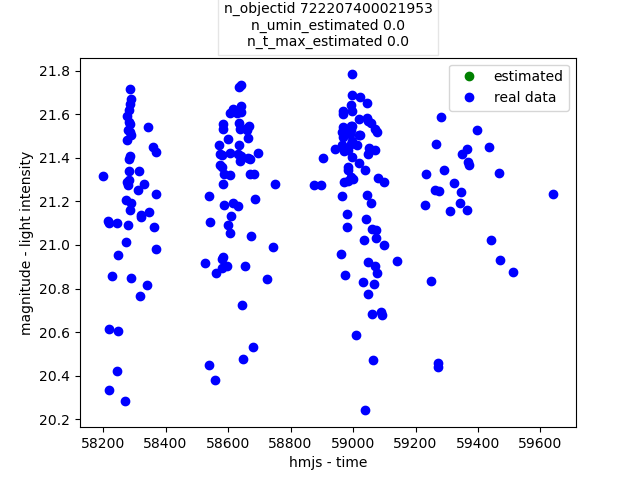 n_objectid 722207400021953
n_umin_estimated 0.0
n_t_max_estimated 0.0
estimated
real data
magnitude - light intensity
21.8
21.6
21.4
21.2
21.0
20.8
20.6
20.4
20.2
58200 58400 58600 58800 59000 59200 59400 59600
hmjs - time